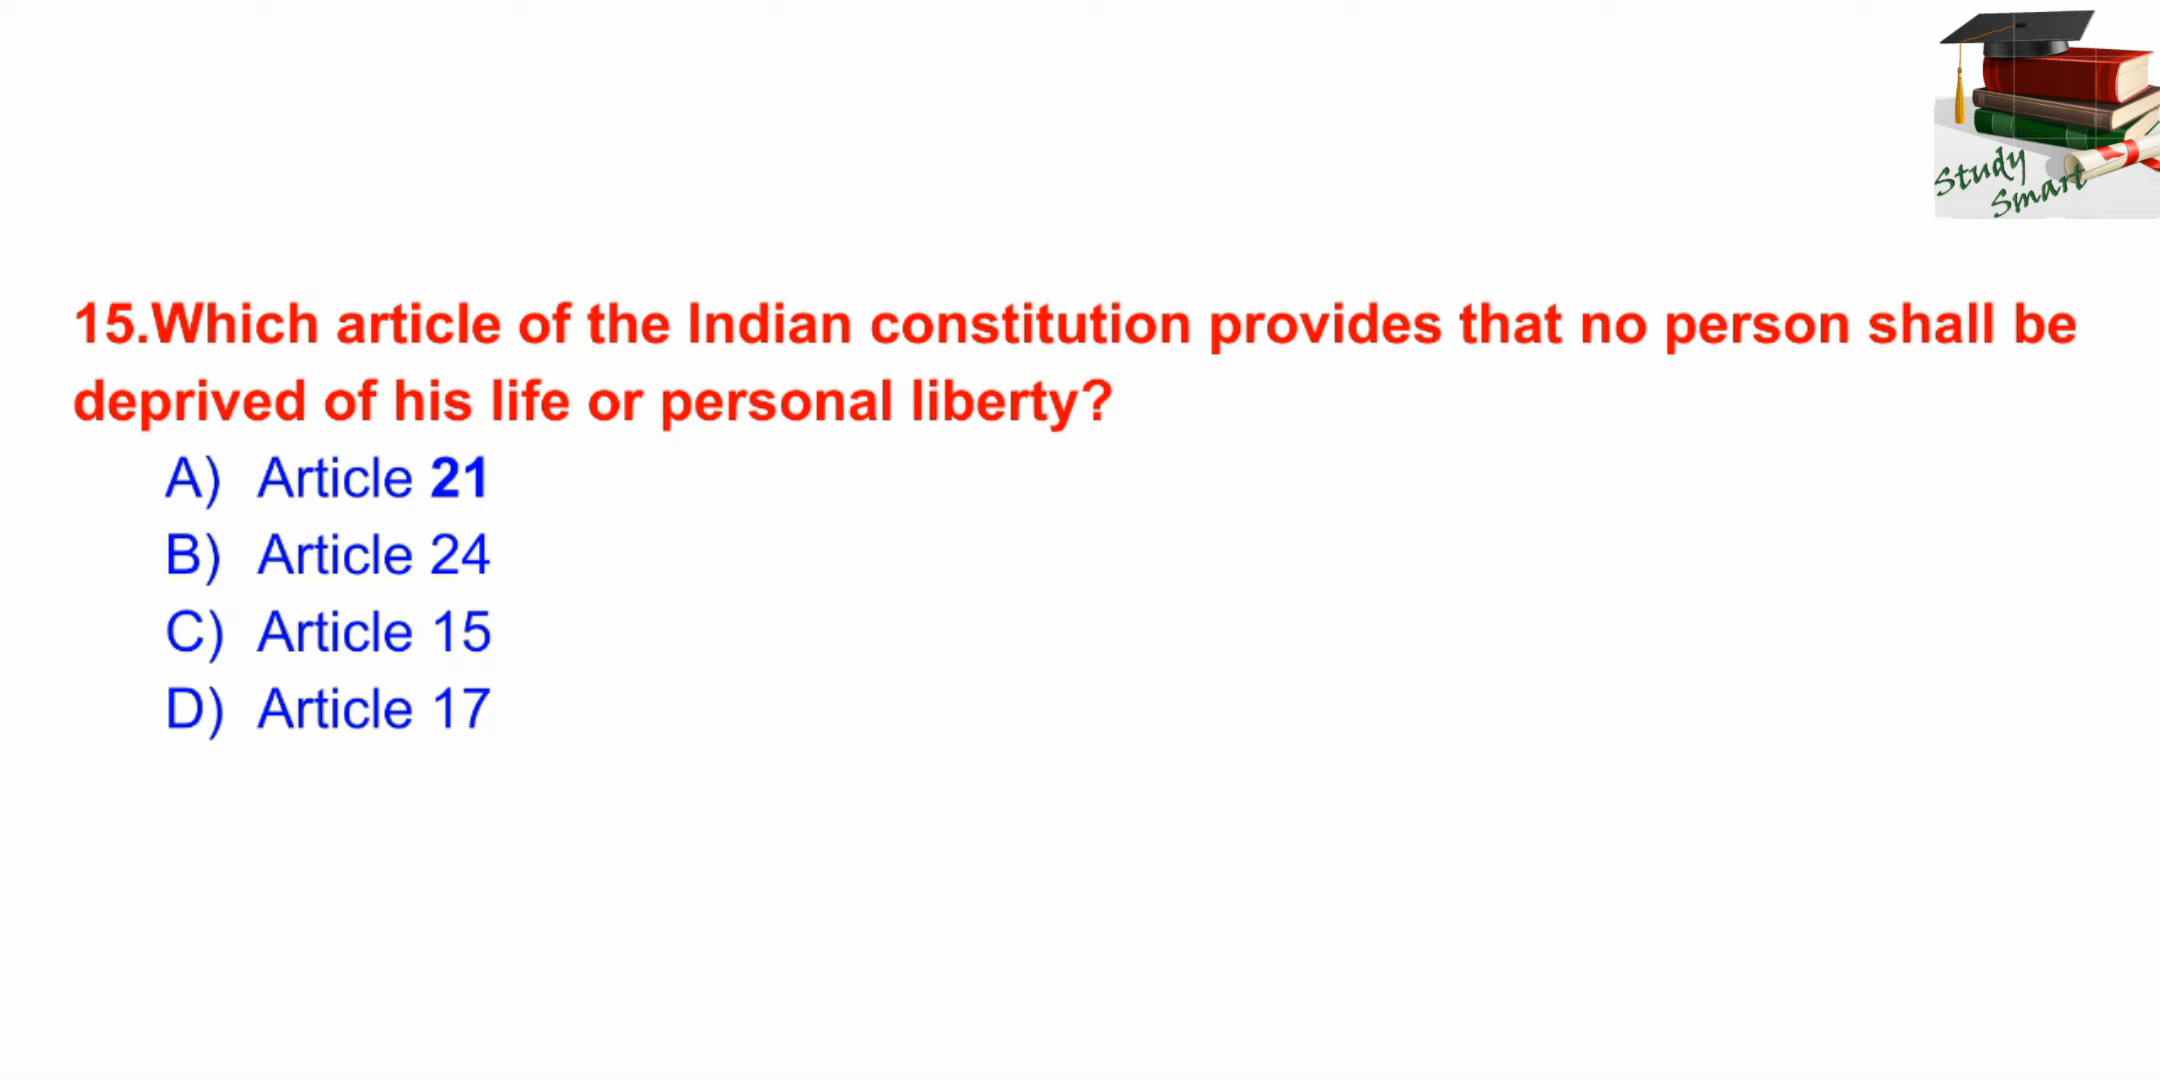 Study
Smart
15.Which article of the Indian constitution provides that no person shall be
deprived of his life or personal liberty?
A) Article 21
B) Article 24
C) Article 15
D) Article 17